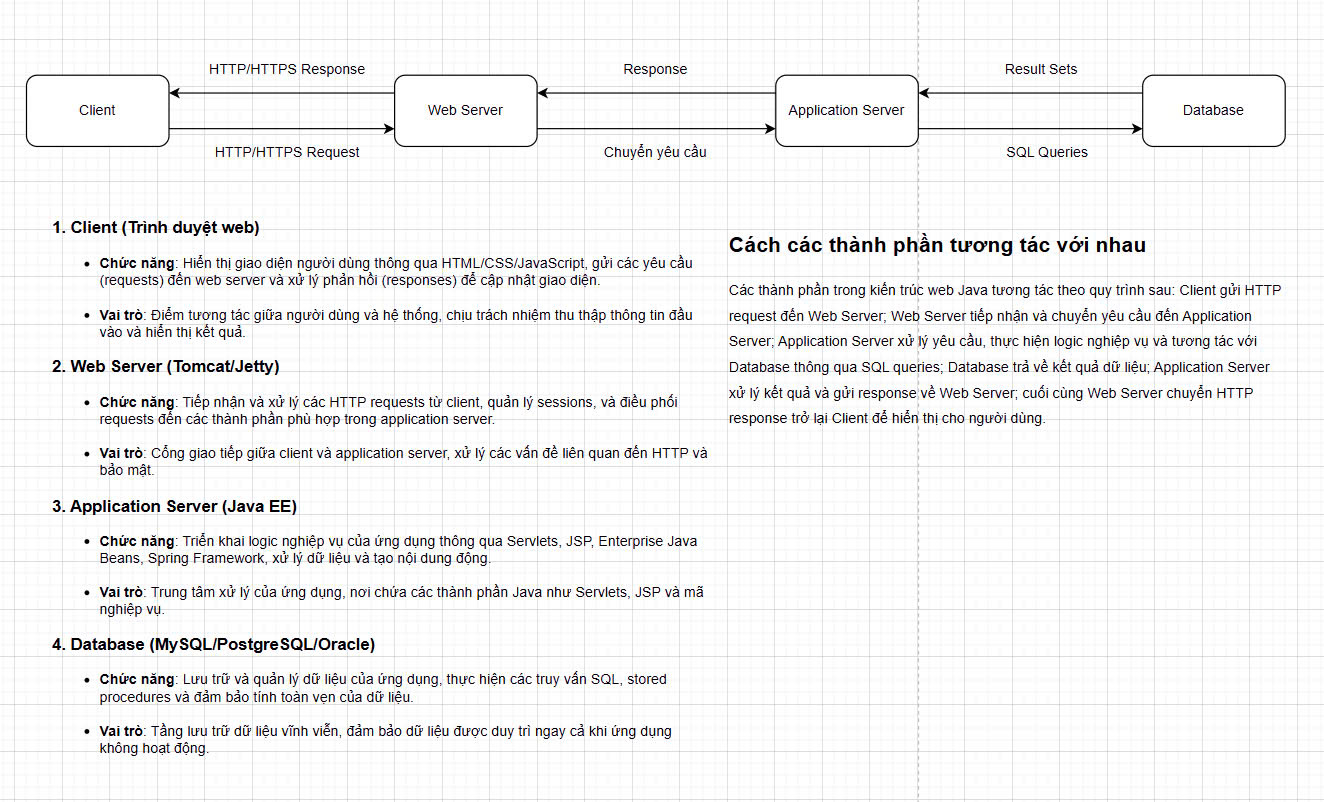 HTTP/HTTPS Response
Response
Result Sets
Client
Web Server
Application Server
Database
HTTP/HTTPS Request
Chuyển yêu cầu
SQL Queries
1. Client (Trình duyệt web)
• Chức năng: Hiển thị giao diện người dùng thông qua HTML/CSS/JavaScript, gửi các yêu cầu
(requests) đến web server và xử lý phản hồi (responses) để cập nhật giao diện.
• Vai trò: Điểm tương tác giữa người dùng và hệ thống, chịu trách nhiệm thu thập thông tin đầu
vào và hiển thị kết quả.
2. Web Server (Tomcat/Jetty)
• Chức năng: Tiếp nhận và xử lý các HTTP requests từ client, quản lý sessions, và điều phối
requests đến các thành phần phù hợp trong application server.
• Vai trò: Cổng giao tiếp giữa client và application server, xử lý các vấn đề liên quan đến HTTP và
bảo mật.
3. Application Server (Java EE)
• Chức năng: Triển khai logic nghiệp vụ của ứng dụng thông qua Servlets, JSP, Enterprise Java
Beans, Spring Framework, xử lý dữ liệu và tạo nội dung động.
• Vai trò: Trung tâm xử lý của ứng dụng, nơi chứa các thành phần Java như Servlets, JSP và mã
nghiệp vụ.
4. Database (MySQL/PostgreSQL/Oracle)
• Chức năng: Lưu trữ và quản lý dữ liệu của ứng dụng, thực hiện các truy vấn SQL, stored
procedures và đảm bảo tính toàn vẹn của dữ liệu.
• Vai trò: Tầng lưu trữ dữ liệu vĩnh viễn, đảm bảo dữ liệu được duy trì ngay cả khi ứng dụng
không hoạt động.
Cách các thành phần tương tác với nhau
Các thành phần trong kiến trúc web Java tương tác theo quy trình sau: Client gửi HTTP
request đến Web Server; Web Server tiếp nhận và chuyển yêu cầu đến Application
Server; Application Server xử lý yêu cầu, thực hiện logic nghiệp vụ và tương tác với
Database thông qua SQL queries; Database trả về kết quả dữ liệu; Application Server
xử lý kết quả và gửi response về Web Server; cuối cùng Web Server chuyển HTTP
response trở lại Client để hiển thị cho người dùng.